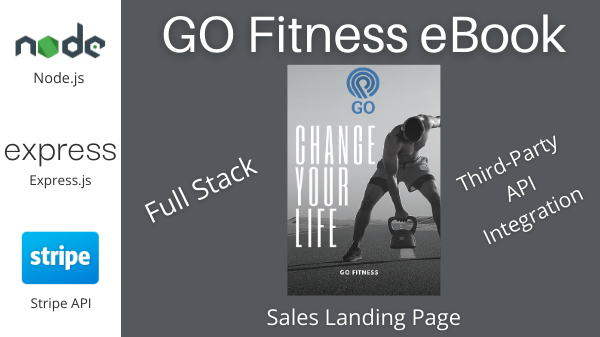 node
Node.js
express
Express.js
stripe
Stripe API
GO Fitness eBook
GO
CHANGE
YOUR
LIFE
GO FITNESS
Full Stack
Third-Party
API
Integration
Sales Landing Page